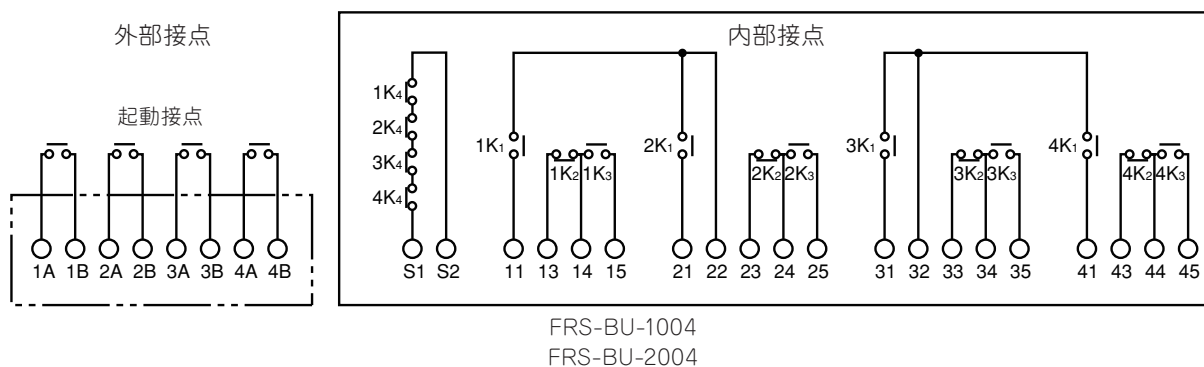 外部接点
内部接点
起動接点
1K4
2K4
3K4
4K4
1K1
1K2 1K3
2K1
2K2 2K3
3K1
3K2 3K3
4K1
4K2 4K3
1A 1B 2A 2B 3A 3B 4A 4B
S1 S2 11 13 14 15 21 22 23 24 25 31 32 33 34 35 41 43 44 45
FRS-BU-1004
FRS-BU-2004